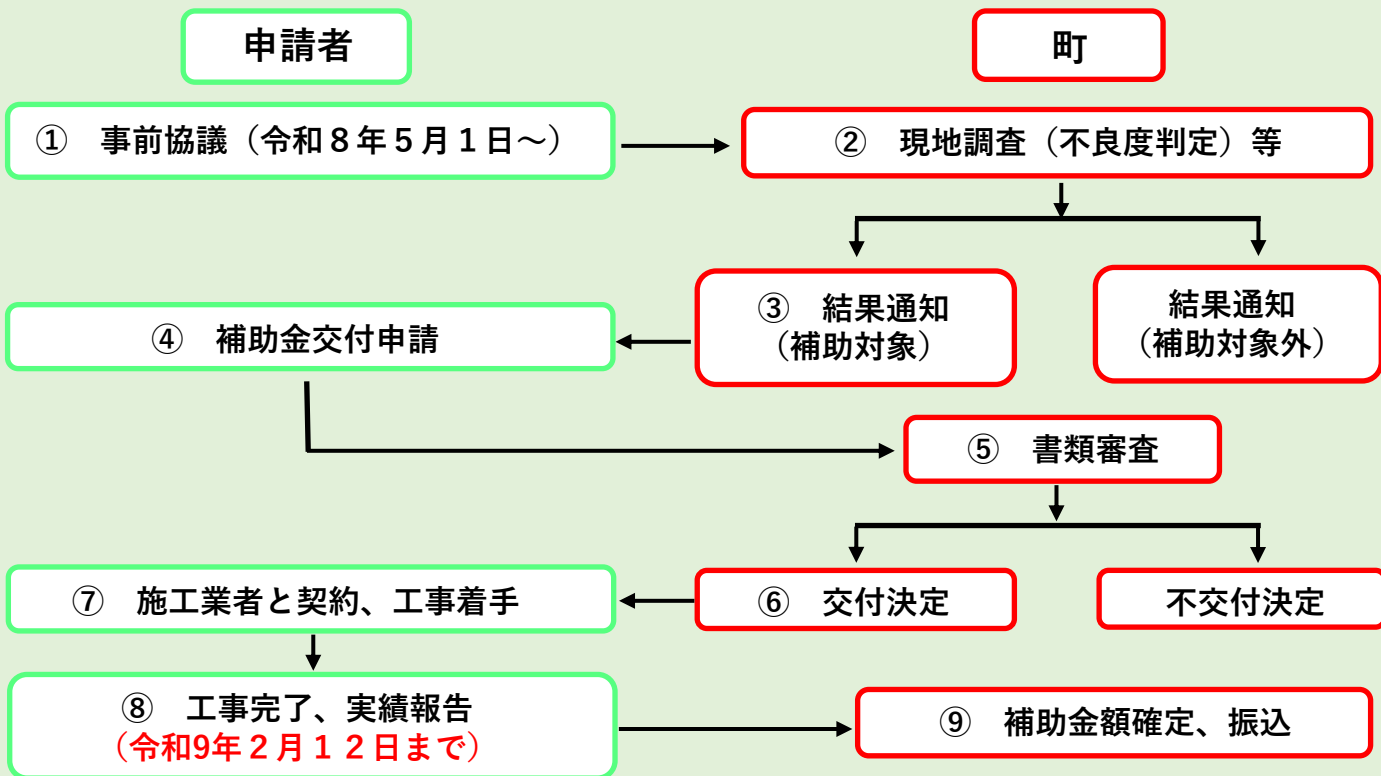 申請者
町
① 事前協議（令和８年５月１日～）
② 現地調査（不良度判定）等
③ 結果通知
（補助対象）
結果通知
（補助対象外）
④ 補助金交付申請
⑤ 書類審査
⑥ 交付決定
不交付決定
⑦ 施工業者と契約、工事着手
⑧ 工事完了、実績報告
（令和9年２月１２日まで）
⑨ 補助金額確定、振込